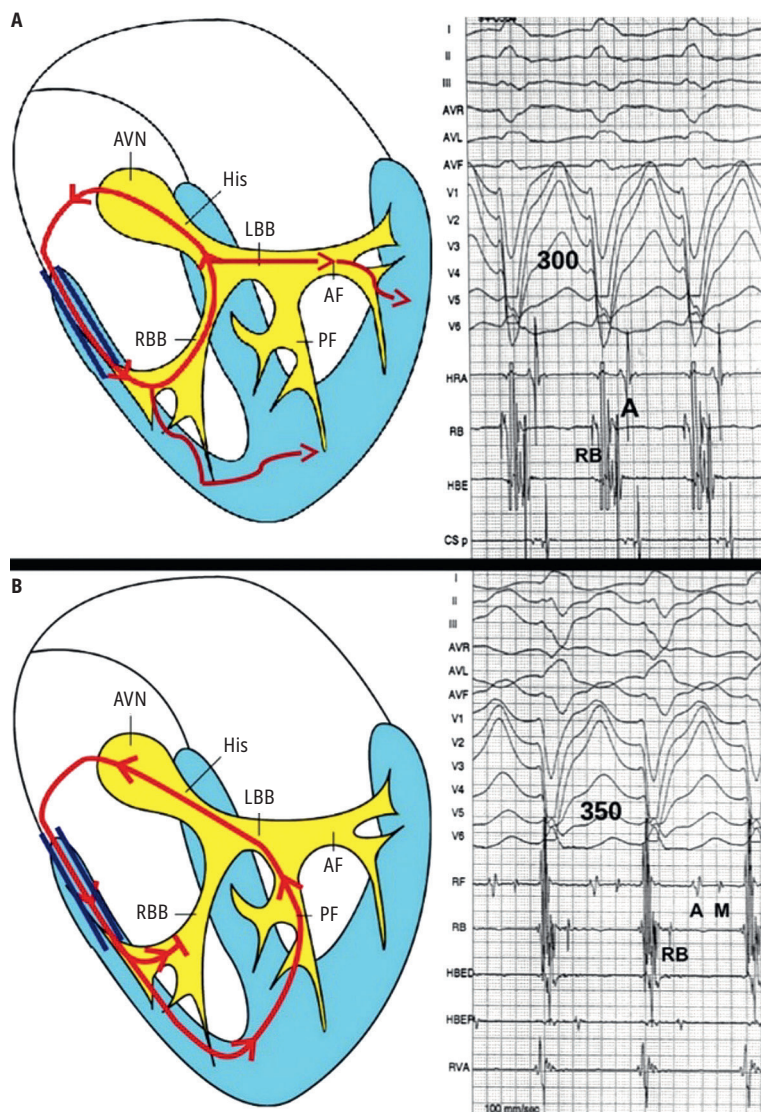 A
AVN
His
LBB
AF
RBB
PF
I
II
III
AVR
AVL
AVF
V1
V2
V3
V4
V5
V6
300
HRA
A
RB
RB
HBE
CS p
B
AVN
His
LBB
AF
RBB
PF
I
II
III
AVR
AVL
AVF
V1
V2
V3
V4
V5
V6
350
RF
A M
RB
RB
HBED
HBEP
RVA
100 mm/sec